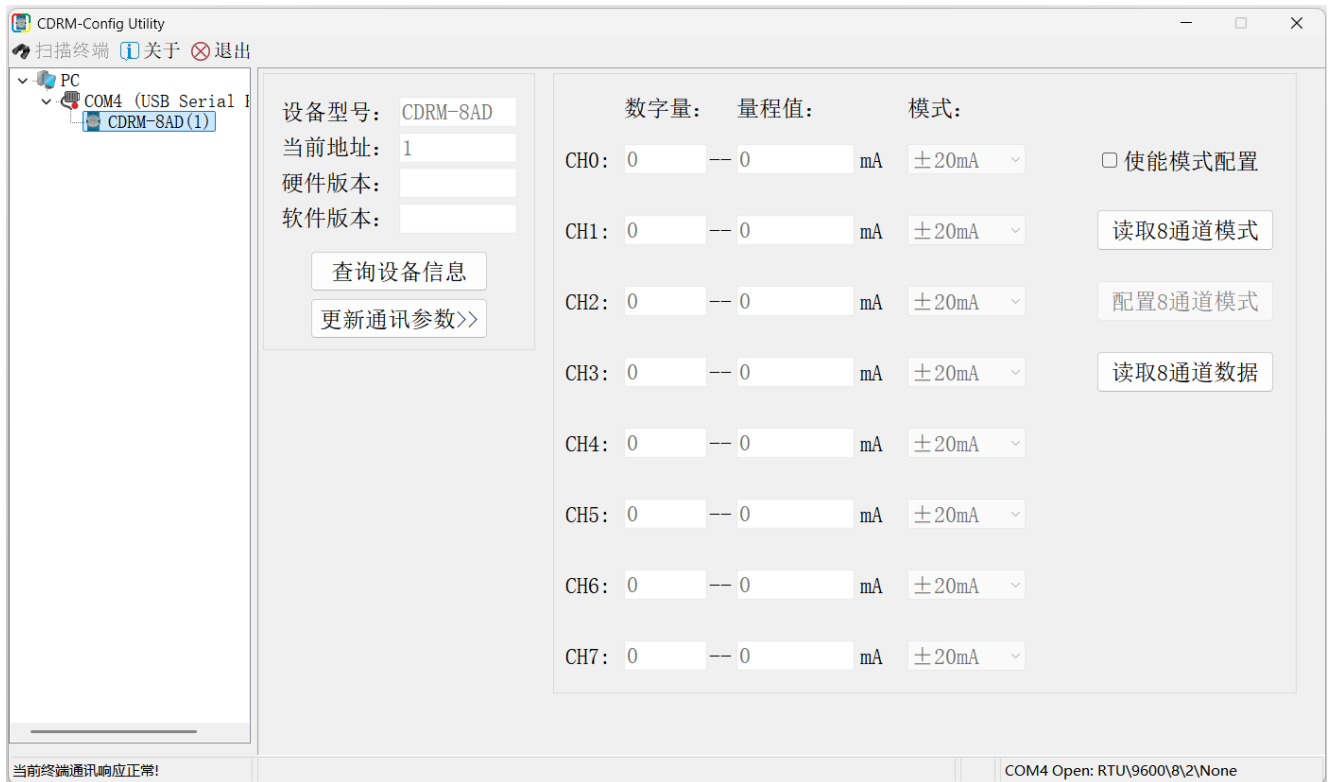 CDRM-Config Utility
扫描终端 关于 退出
PC
COM4 (USB Serial
CDRM-8AD(1)
设备型号： CDRM-8AD
当前地址： 1
硬件版本：
软件版本：
查询设备信息
更新通讯参数>>
数字量： 量程值： 模式：
CH0: 0 -- 0 mA ±20mA
使能模式配置
CH1: 0 -- 0 mA ±20mA
读取8通道模式
CH2: 0 -- 0 mA ±20mA
配置8通道模式
CH3: 0 -- 0 mA ±20mA
读取8通道数据
CH4: 0 -- 0 mA ±20mA
CH5: 0 -- 0 mA ±20mA
CH6: 0 -- 0 mA ±20mA
CH7: 0 -- 0 mA ±20mA
当前终端通讯响应正常!
COM4 Open: RTU\9600\8\2\None